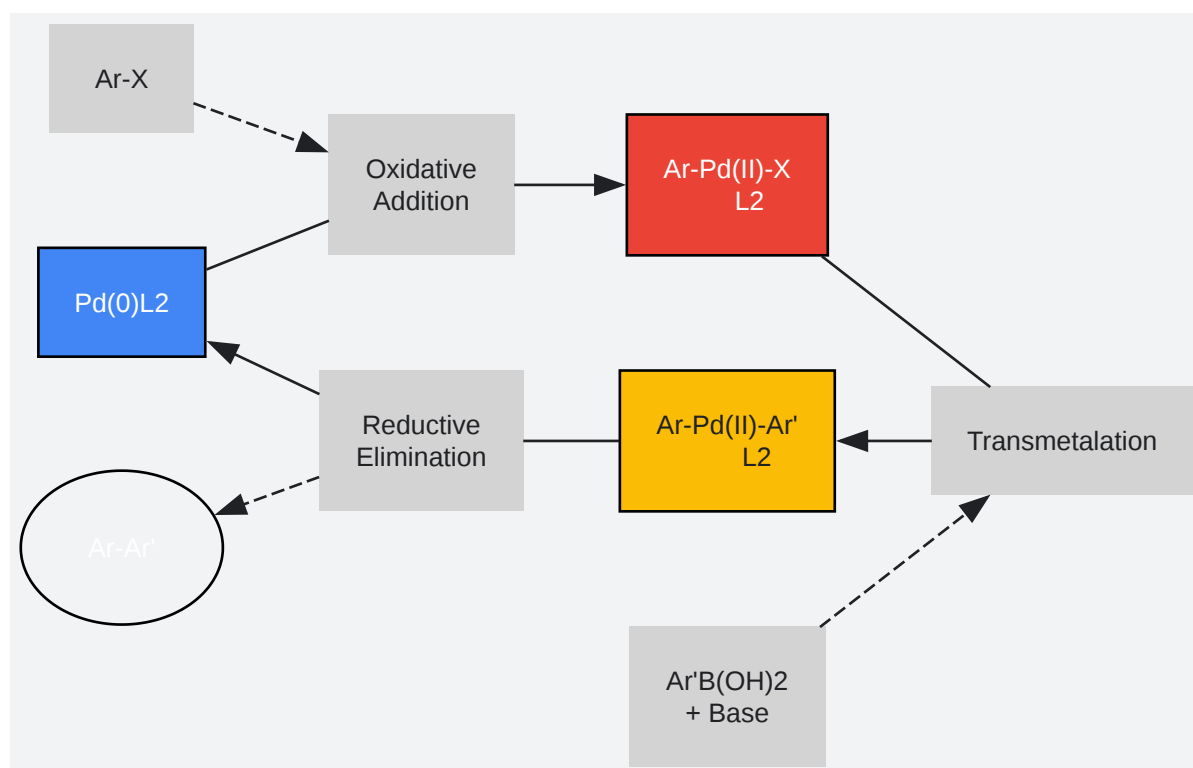 Ar-X
Oxidative
Addition
Ar-Pd(II)-X
L2
Pd(0)L2
Reductive
Elimination
Ar-Pd(II)-Ar'
L2
Transmetalation
Ar-Ar'
Ar'B(OH)2
+ Base